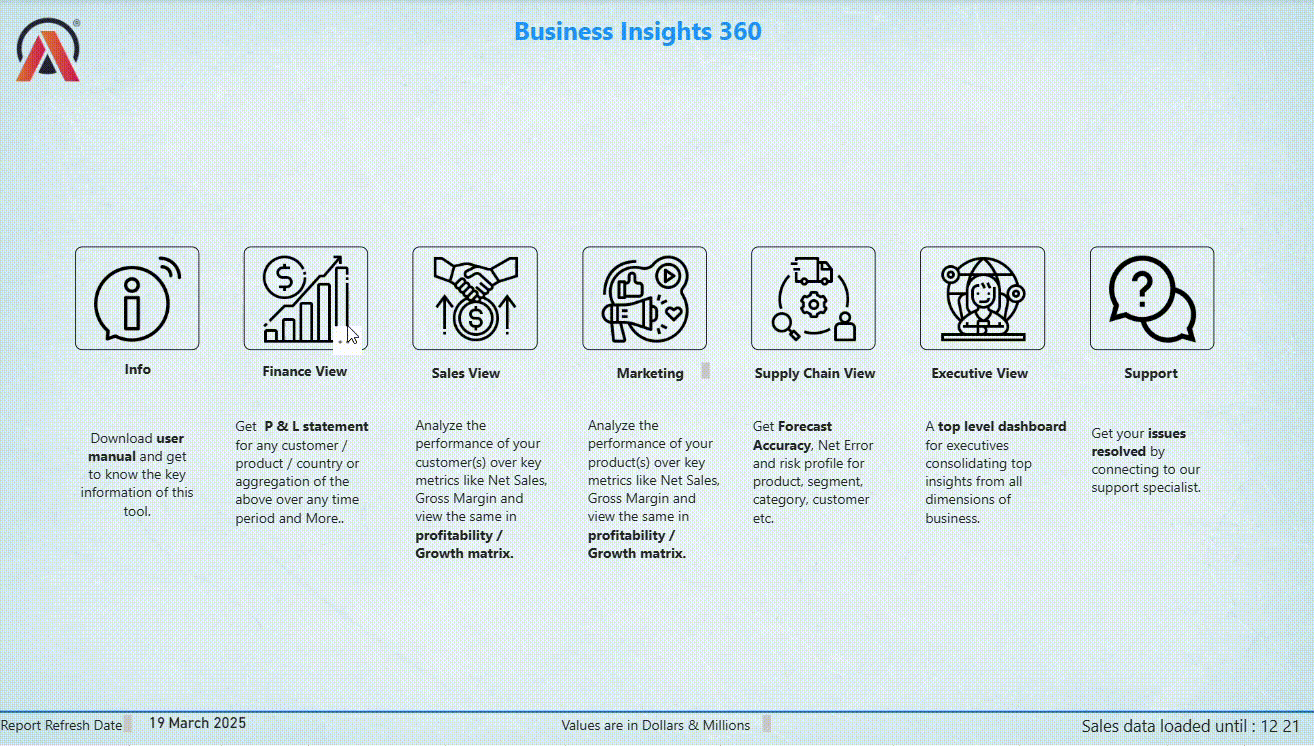 Business Insights 360
®
Info
Download user
manual and get
to know the key
information of this
tool.
Finance View
Get P & L statement
for any customer /
product / country or
aggregation of the
above over any time
period and More..
Sales View
Analyze the
performance of your
customer(s) over key
metrics like Net Sales,
Gross Margin and
view the same in
profitability /
Growth matrix.
Marketing
Analyze the
performance of your
product(s) over key
metrics like Net Sales,
Gross Margin and
view the same in
profitability /
Growth matrix.
Supply Chain View
Get Forecast
Accuracy, Net Error
and risk profile for
product, segment,
category, customer
etc.
Executive View
A top level dashboard
for executives
consolidating top
insights from all
dimensions of
business.
Support
Get your issues
resolved by
connecting to our
support specialist.
Report Refresh Date 19 March 2025
Values are in Dollars & Millions
Sales data loaded until : 12 21